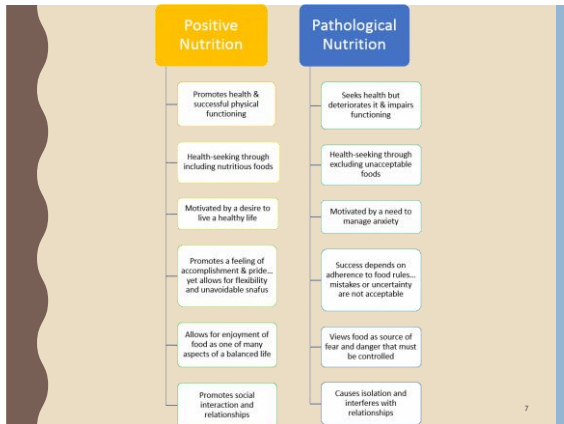 Positive
Nutrition
Promotes health &
successful physical
functioning
Health-seeking through
including nutritious foods
Motivated by a desire to
live a healthy life
Promotes a feeling of
accomplishment & pride...
yet allows for flexibility
and unavoidable snafus
Allows for enjoyment of
food as one of many
aspects of a balanced life
Promotes social
interaction and
relationships
Pathological
Nutrition
Seeks health but
deteriorates it & impairs
functioning
Health-seeking through
excluding unacceptable
foods
Motivated by a need to
manage anxiety
Success depends on
adherence to food rules...
mistakes or uncertainty
are not acceptable
Views food as source of
fear and danger that must
be controlled
Causes isolation and
interferes with
relationships
7